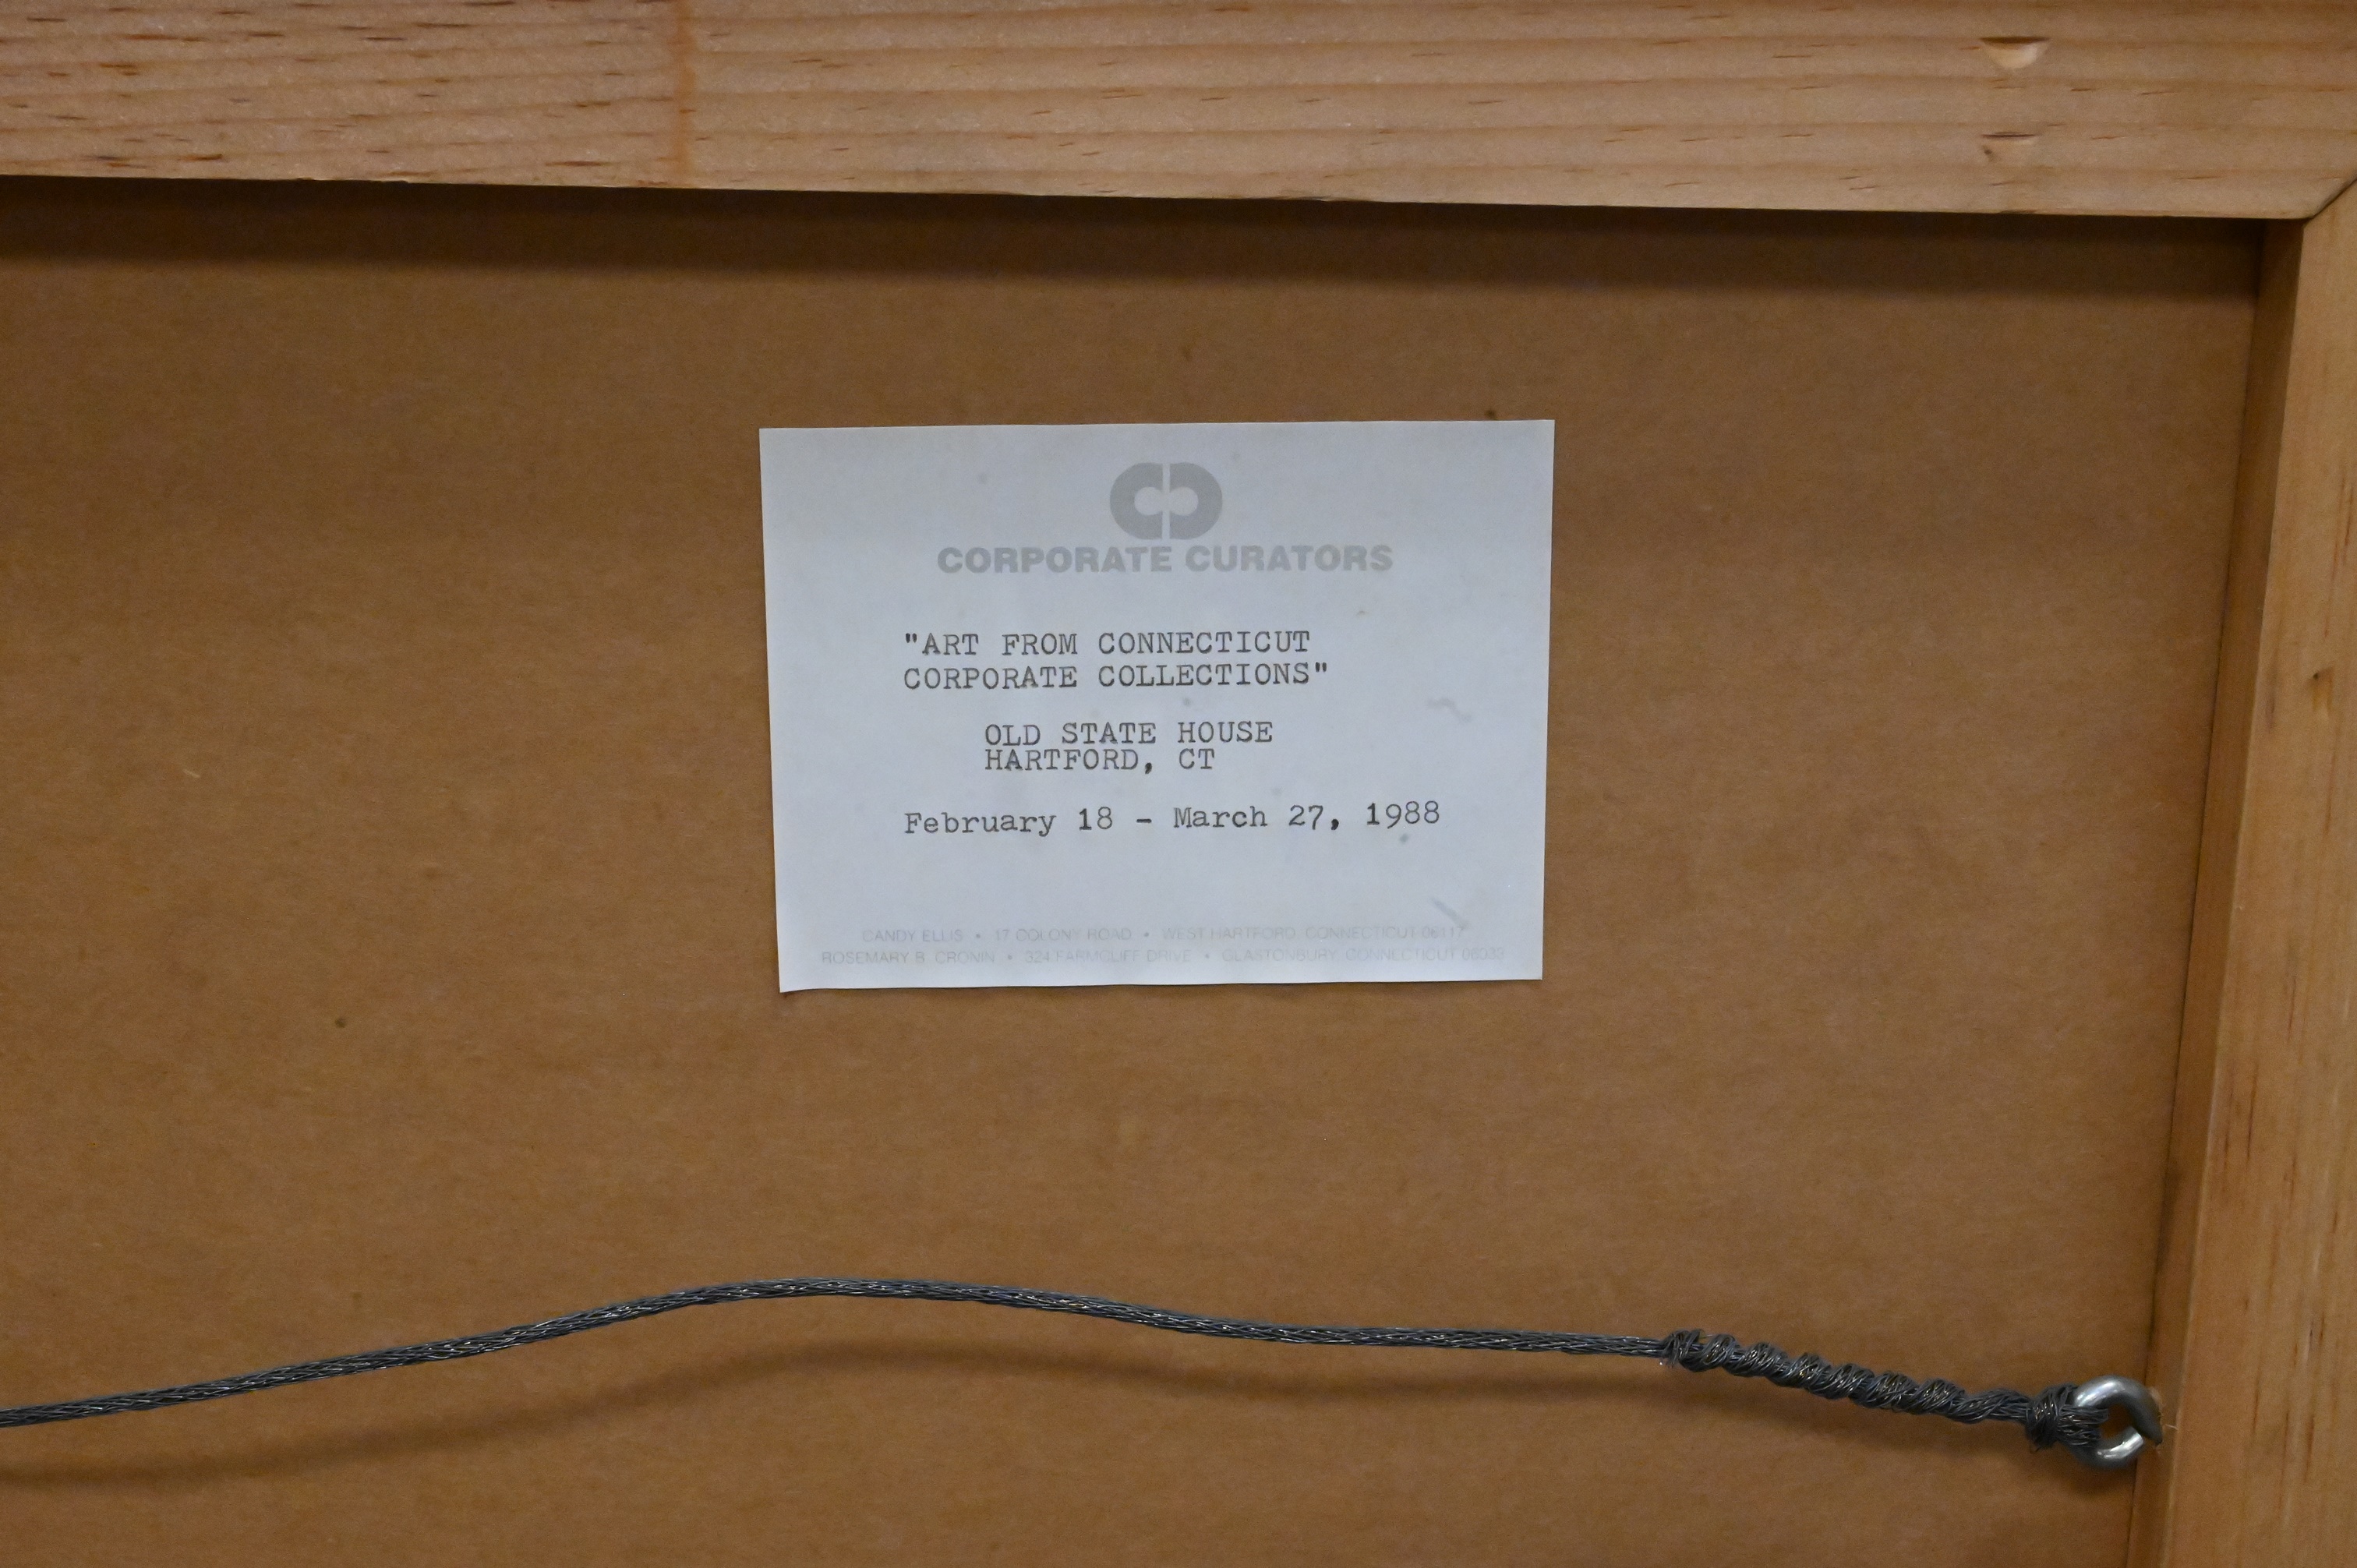 CORPORATE CURATORS
"ART FROM CONNECTICUT
CORPORATE COLLECTIONS"
OLD STATE HOUSE
HARTFORD, CT
February 18 - March 27, 1988
CANDY ELLIS • 17 COLONY ROAD • WEST HARTFORD, CONNECTICUT 06117
ROSEMARY B. CRONIN • 324 FARMCLIFF DRIVE • GLASTONBURY, CONNECTICUT 06033